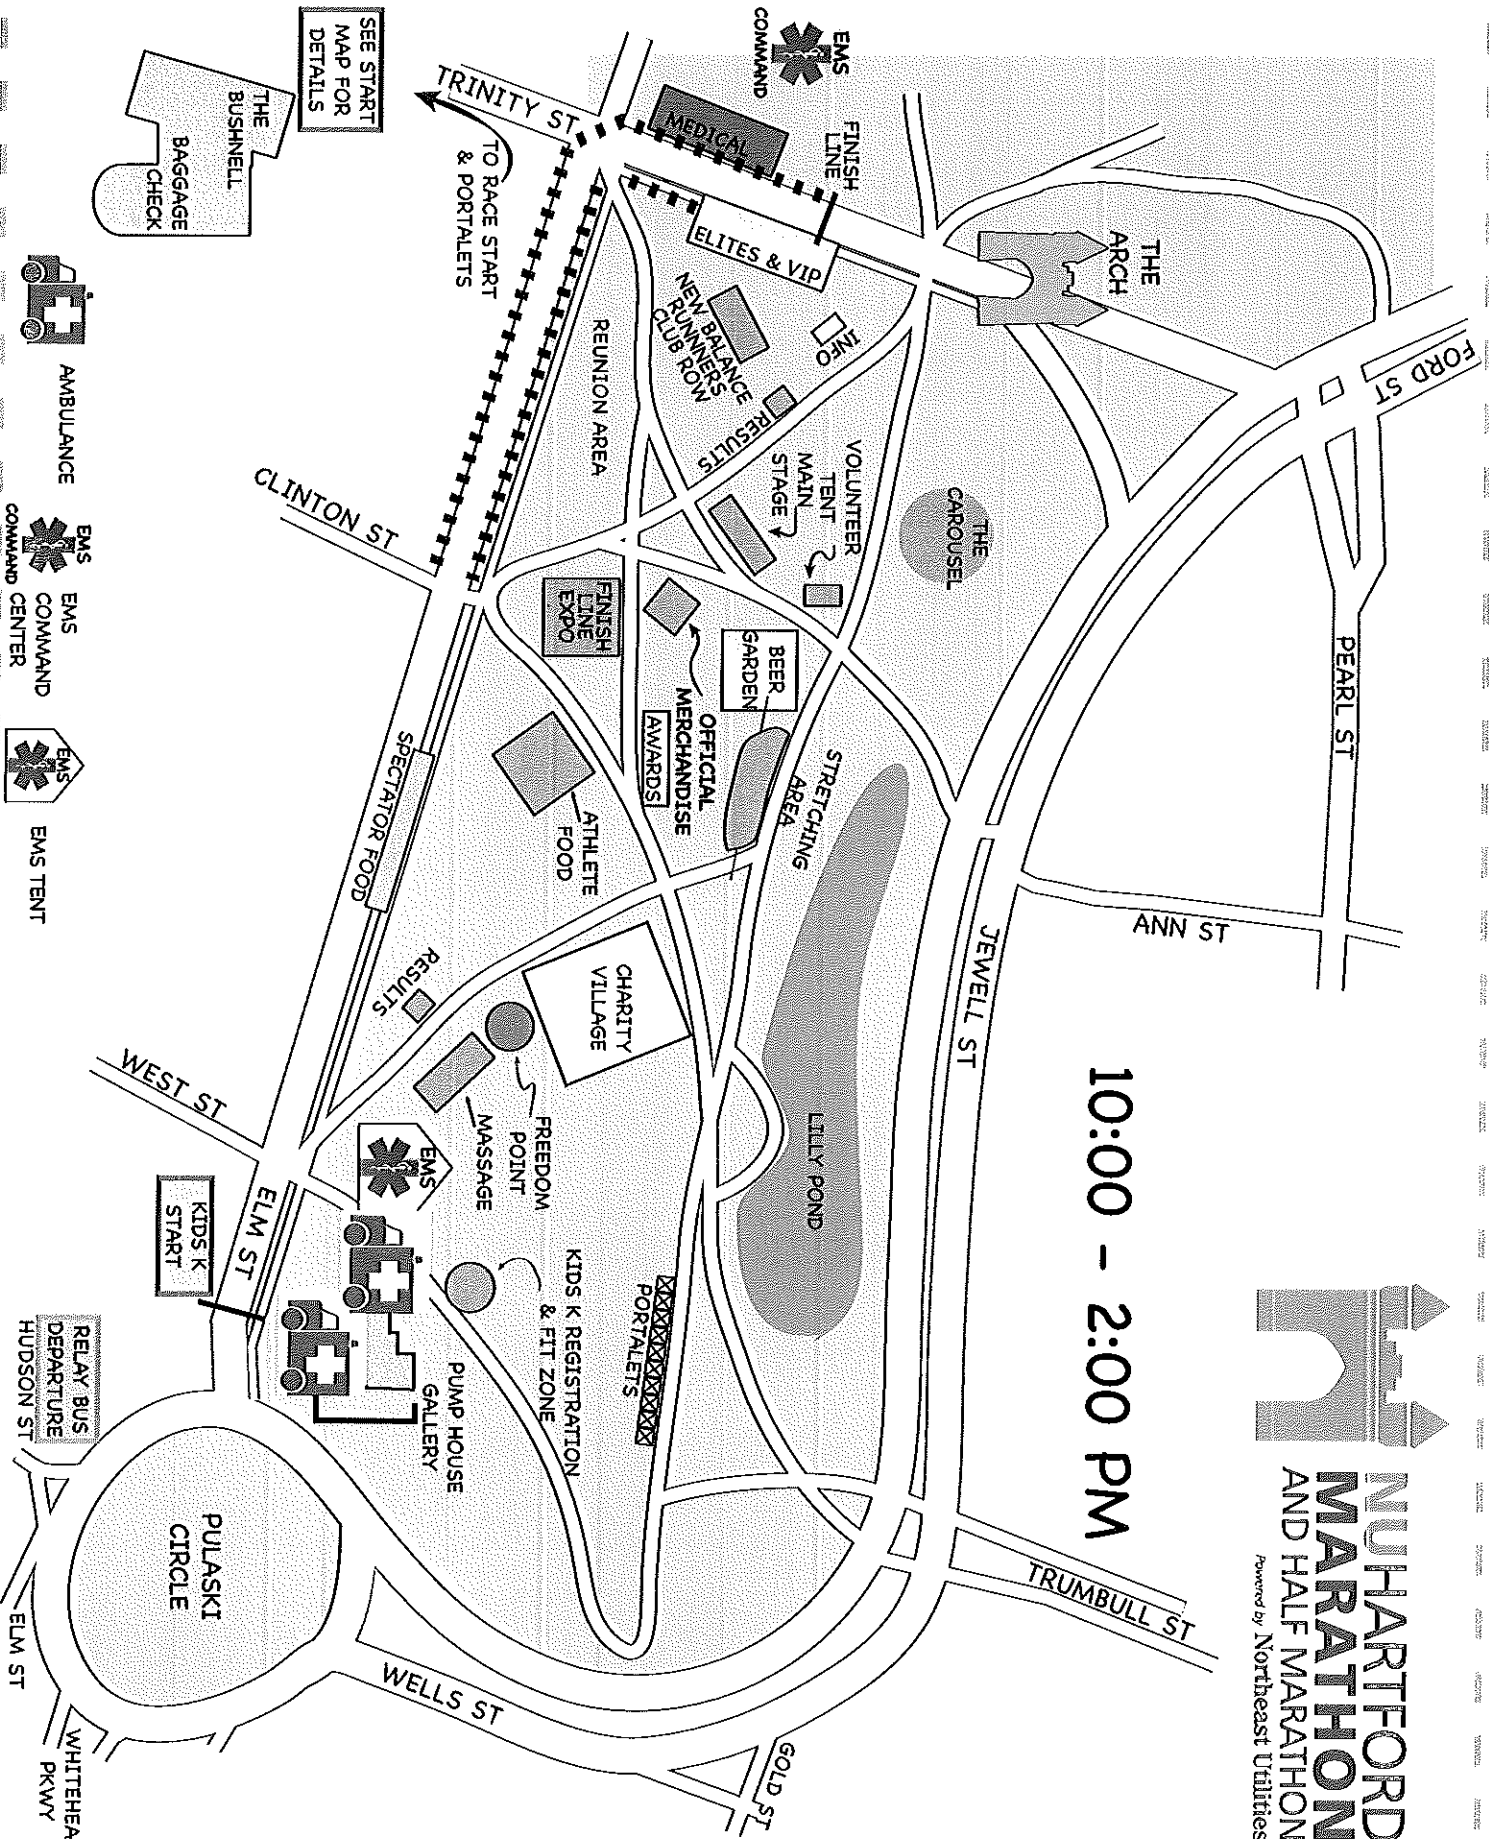 NUHARTFORD
MARATHON
AND HALF MARATHON
Powered by Northeast Utilities
10:00 - 2:00 PM
FORD ST
PEARL ST
ANN ST
JEWELL ST
TRUMBULL ST
GOLD ST
WELLS ST
THE
ARCH
THE
CAROUSEL
LILLY POND
FINISH
LINE
EMS
COMMAND
MEDICAL
ELITES & VIP
INFO
NEW BALANCE
RUNNNERS
CLUB ROW
RESULTS
VOLUNTEER
TENT
MAIN
STAGE
STRETCHING
AREA
BEER
GARDEN
OFFICIAL
MERCHANDISE
AWARDS
FINISH
LINE
EXPO
REUNION AREA
ATHLETE
FOOD
CHARITY
VILLAGE
FREEDOM
POINT
MASSAGE
RESULTS
EMS
KIDS K REGISTRATION
& FIT ZONE
PORTALETS
PUMP HOUSE
GALLERY
SPECTATOR FOOD
TRINITY ST
TO RACE START
& PORTALETS
SEE START
MAP FOR
DETAILS
THE
BUSHNELL
BAGGAGE
CHECK
CLINTON ST
WEST ST
ELM ST
KIDS K
START
RELAY BUS
DEPARTURE
HUDSON ST
PULASKI
CIRCLE
ELM ST
WHITEHEA
PKWY
AMBULANCE
EMS
COMMAND
EMS
COMMAND
CENTER
EMS
EMS TENT